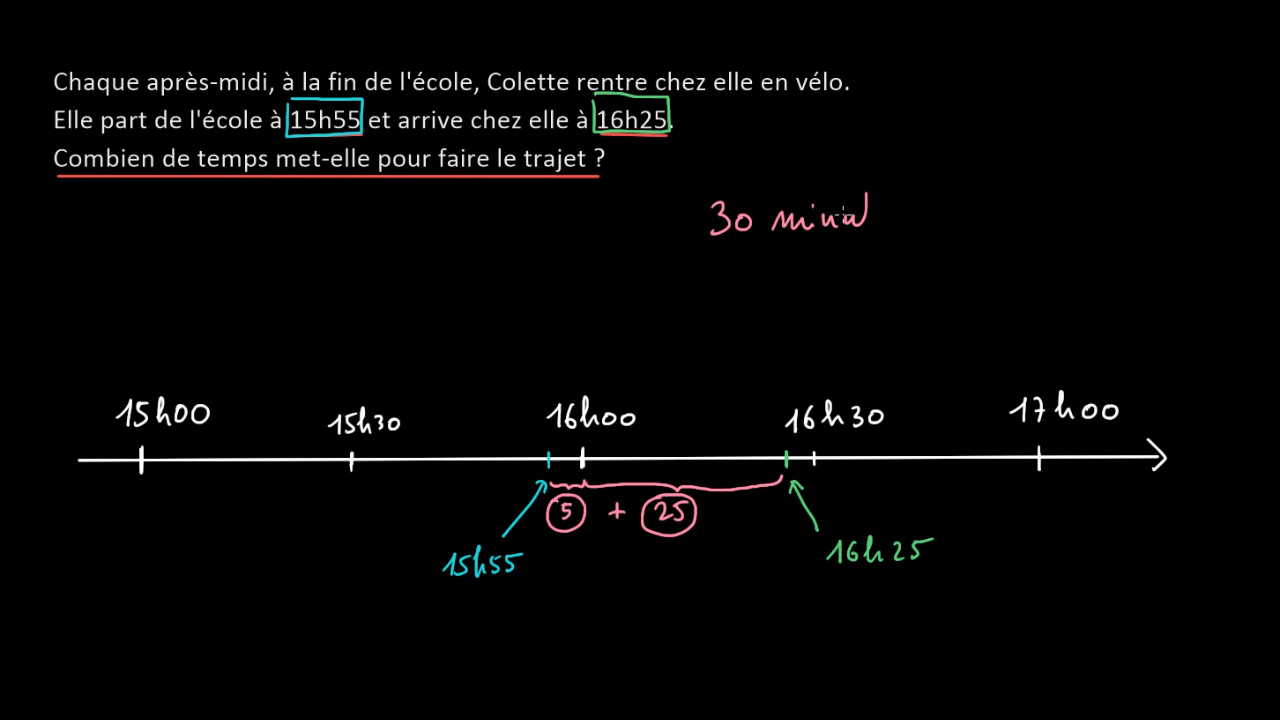 Chaque après-midi, à la fin de l'école, Colette rentre chez elle en vélo.
Elle part de l'école à 15h55 et arrive chez elle à 16h25.
Combien de temps met-elle pour faire le trajet ?
30
15h00 15h30 16h00 16h30 17h00
5 + 25
15h55 16h25